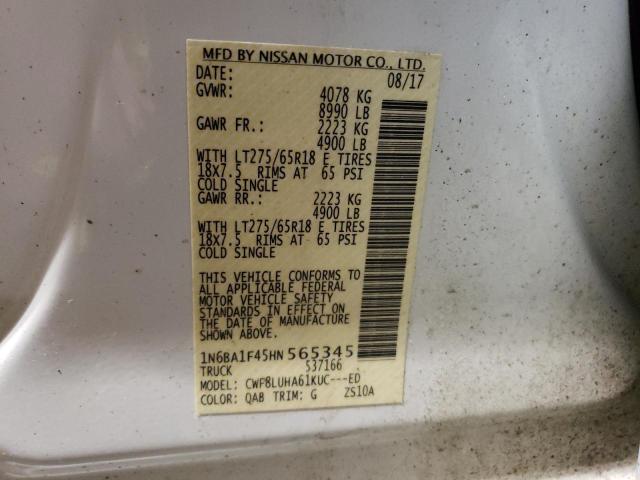 MFD BY NISSAN MOTOR CO., LTD.
DATE: 08/17
GVWR: 4078 KG
8990 LB
GAWR FR.: 2223 KG
4900 LB
WITH LT275/65R18 E TIRES
18X7.5 RIMS AT 65 PSI
COLD SINGLE
GAWR RR.: 2223 KG
4900 LB
WITH LT275/65R18 E TIRES
18X7.5 RIMS AT 65 PSI
COLD SINGLE
THIS VEHICLE CONFORMS TO
ALL APPLICABLE FEDERAL
MOTOR VEHICLE SAFETY
STANDARDS IN EFFECT ON
THE DATE OF MANUFACTURE
SHOWN ABOVE.
1N6BA1F45HN565345
TRUCK 537166
MODEL: CWF8LUHA61KUC---ED
COLOR: QAB TRIM: G ZS10A